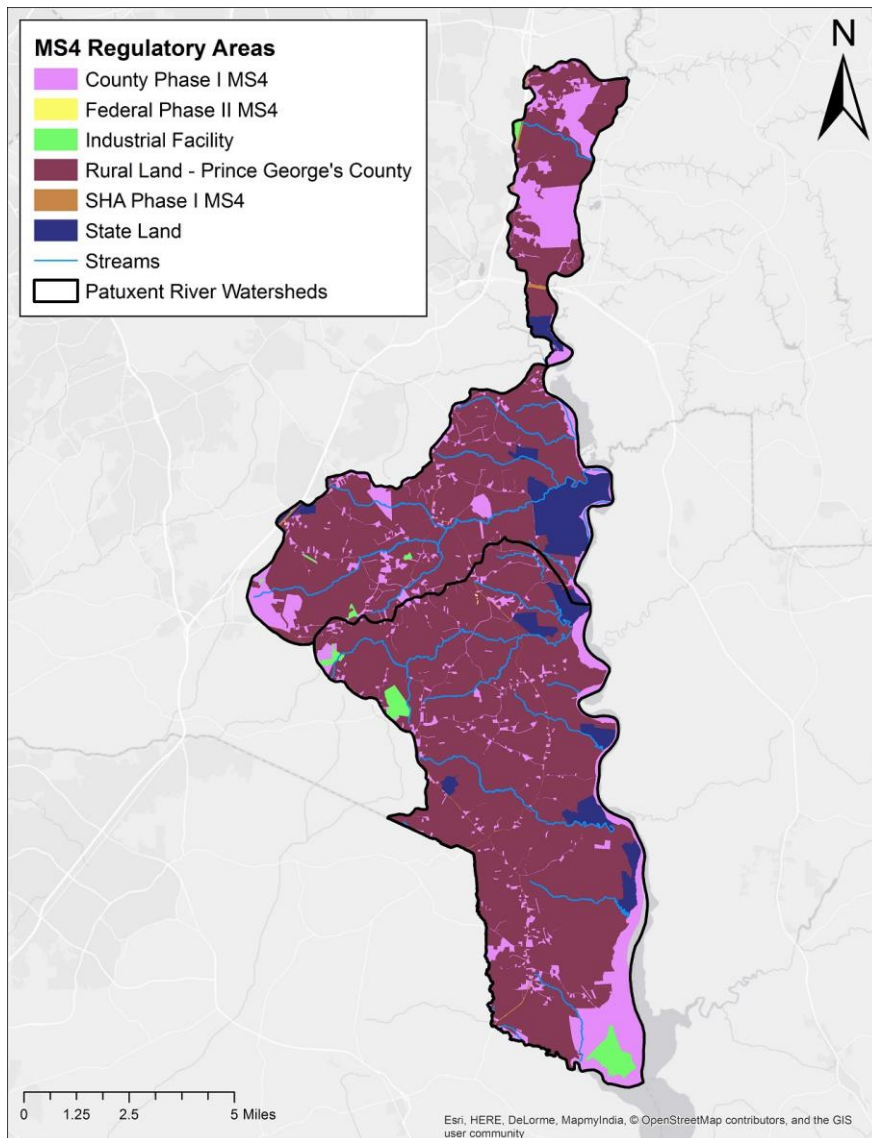 MS4 Regulatory Areas
County Phase I MS4
Federal Phase II MS4
Industrial Facility
Rural Land - Prince George's County
SHA Phase I MS4
State Land
Streams
Patuxent River Watersheds
N
0 1.25 2.5 5 Miles
Esri, HERE, DeLorme, MapmyIndia, © OpenStreetMap contributors, and the GIS
user community